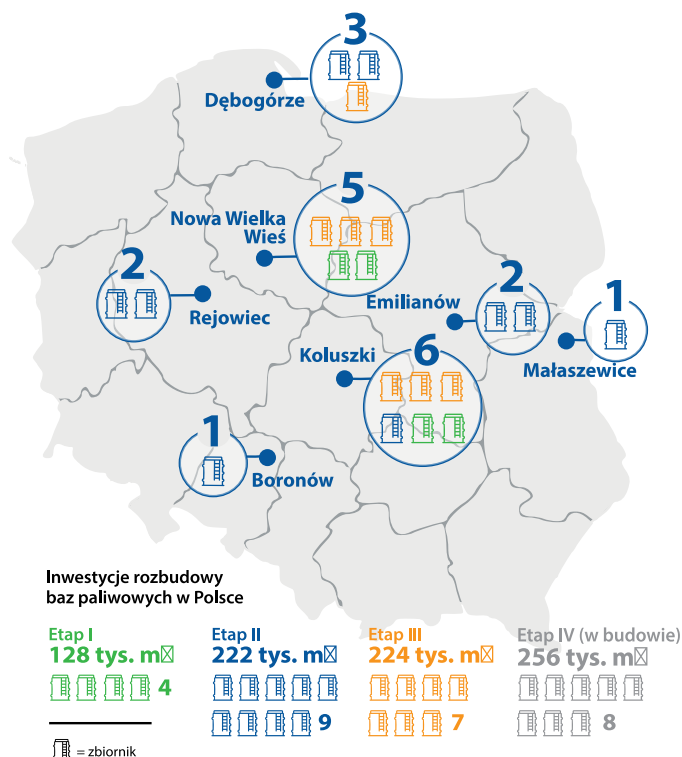 3
Dębogórze
5
Nowa Wielka
Wieś
2
Rejowiec
Emilianów
2
1
Małaszewice
Koluszki
6
1
Boronów
Inwestycje rozbudowy
baz paliwowych w Polsce
Etap I
128 tys. m
4
Etap II
222 tys. m
9
Etap III
224 tys. m
7
Etap IV (w budowie)
256 tys. m
8
= zbiornik